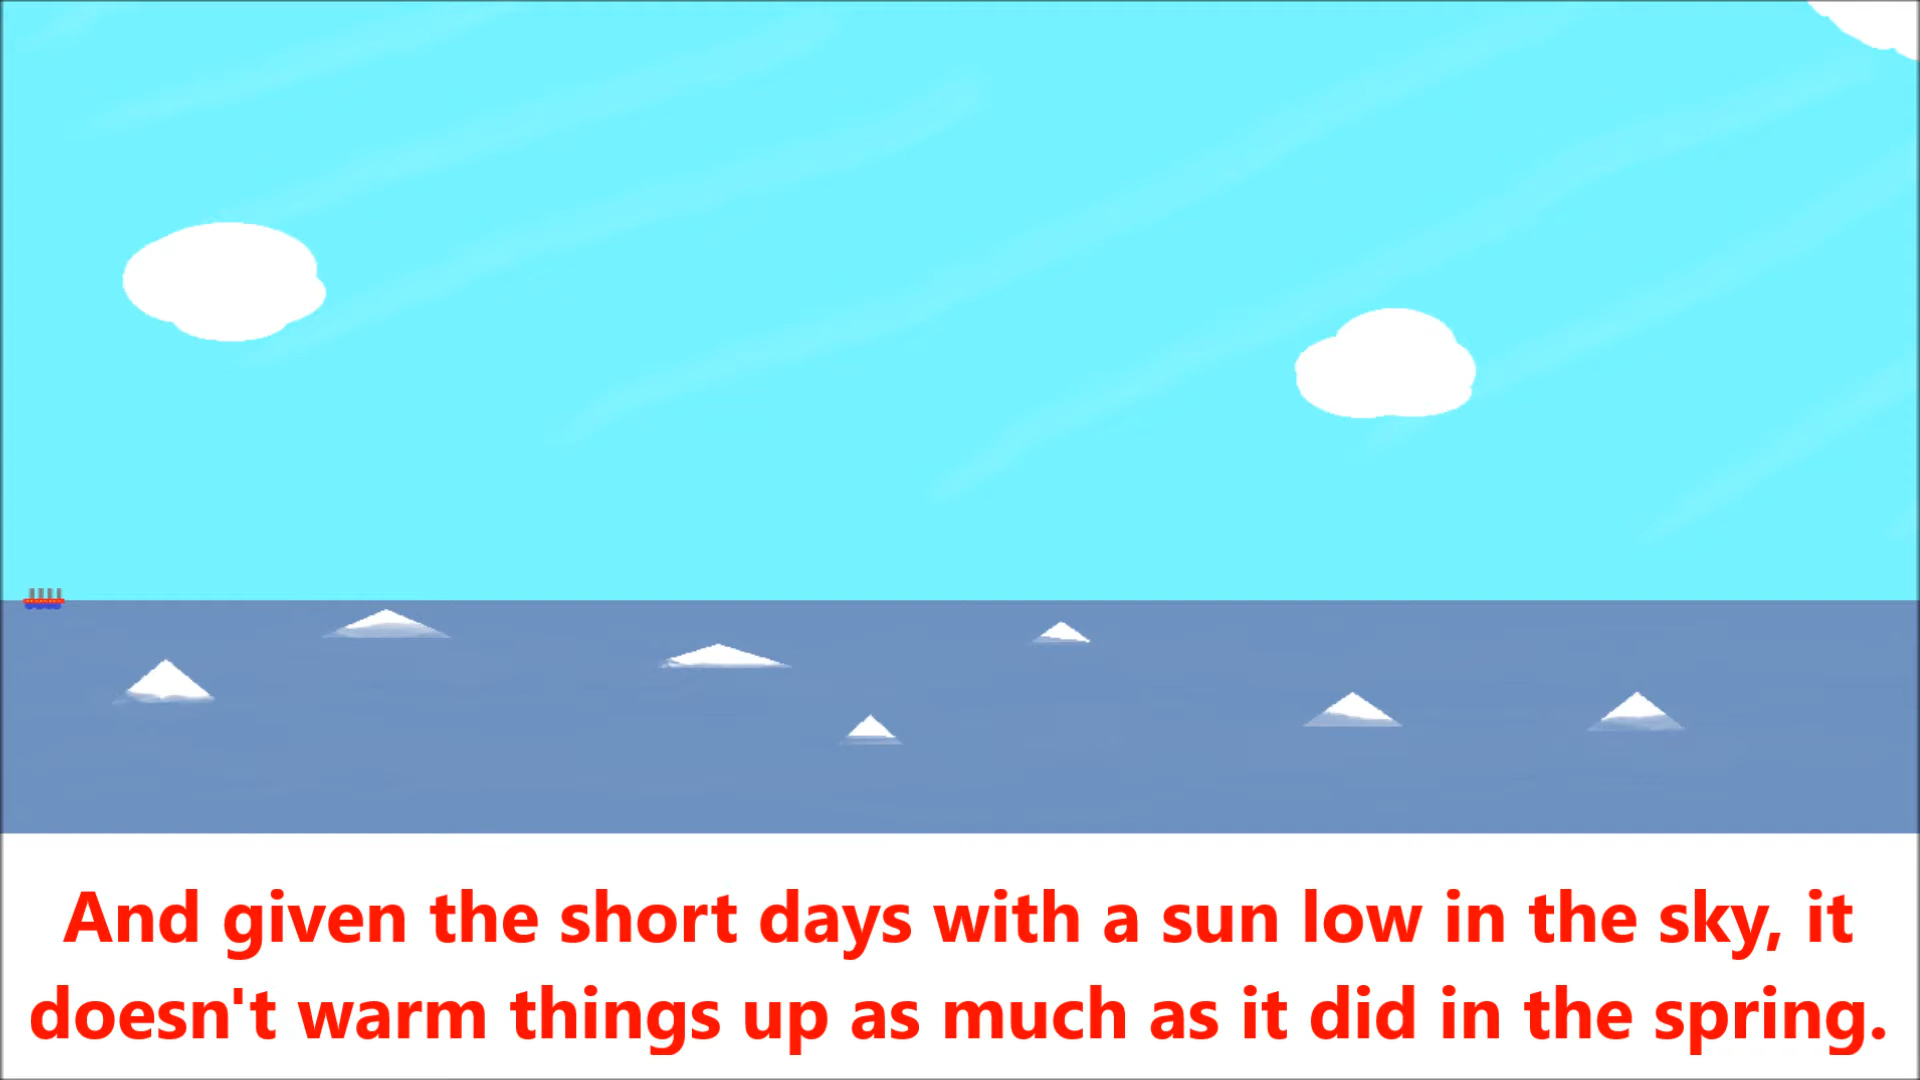 And given the short days with a sun low in the sky, it
doesn't warm things up as much as it did in the spring.